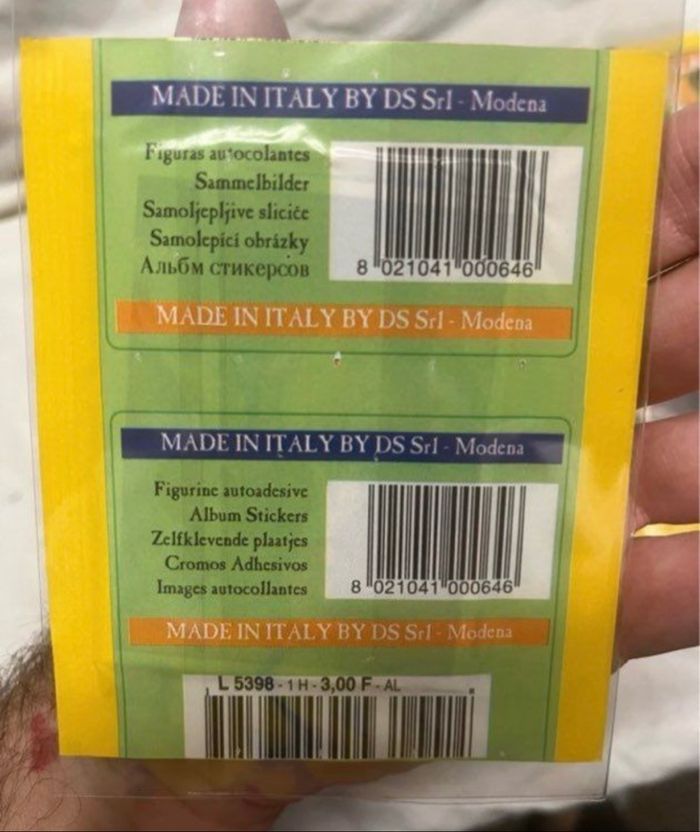 MADE IN ITALY BY DS Srl - Modena
Figuras autocolantes
Sammelbilder
Samoljepljive sliciče
Samolepící obrázky
Альбм стикерсов
8 021041 000646
MADE IN ITALY BY DS Srl - Modena
MADE IN ITALY BY DS Srl - Modena
Figurine autoadesive
Album Stickers
Zelfklevende plaatjes
Cromos Adhesivos
Images autocollantes
8 021041 000646
MADE IN ITALY BY DS Srl - Modena
L 5398 - 1 H - 3,00 F - AL